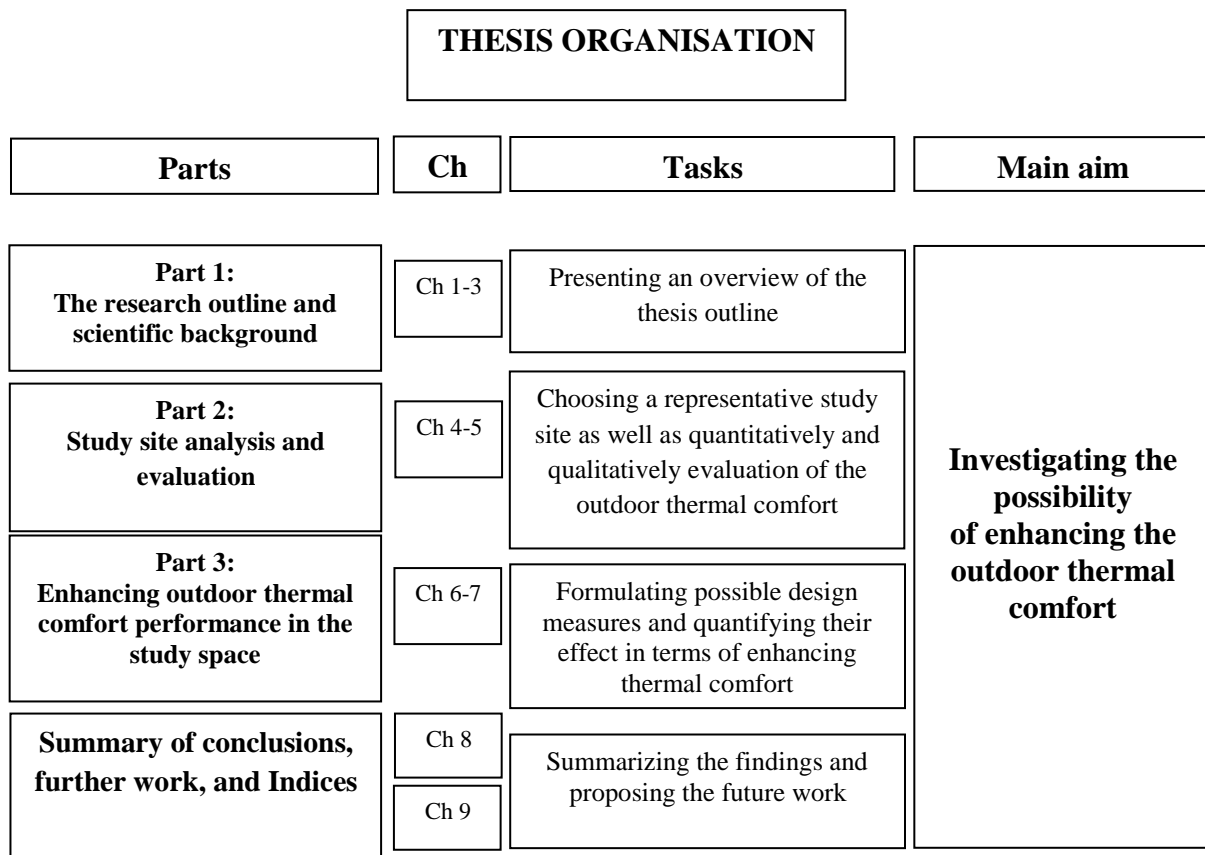 THESIS ORGANISATION
Parts
Ch
Tasks
Main aim
Part 1:
The research outline and
scientific background
Ch 1-3
Presenting an overview of the
thesis outline
Part 2:
Study site analysis and
evaluation
Ch 4-5
Choosing a representative study
site as well as quantitatively and
qualitatively evaluation of the
outdoor thermal comfort
Part 3:
Enhancing outdoor thermal
comfort performance in the
study space
Ch 6-7
Formulating possible design
measures and quantifying their
effect in terms of enhancing
thermal comfort
Summary of conclusions,
further work, and Indices
Ch 8
Ch 9
Summarizing the findings and
proposing the future work
Investigating the
possibility
of enhancing the
outdoor thermal
comfort